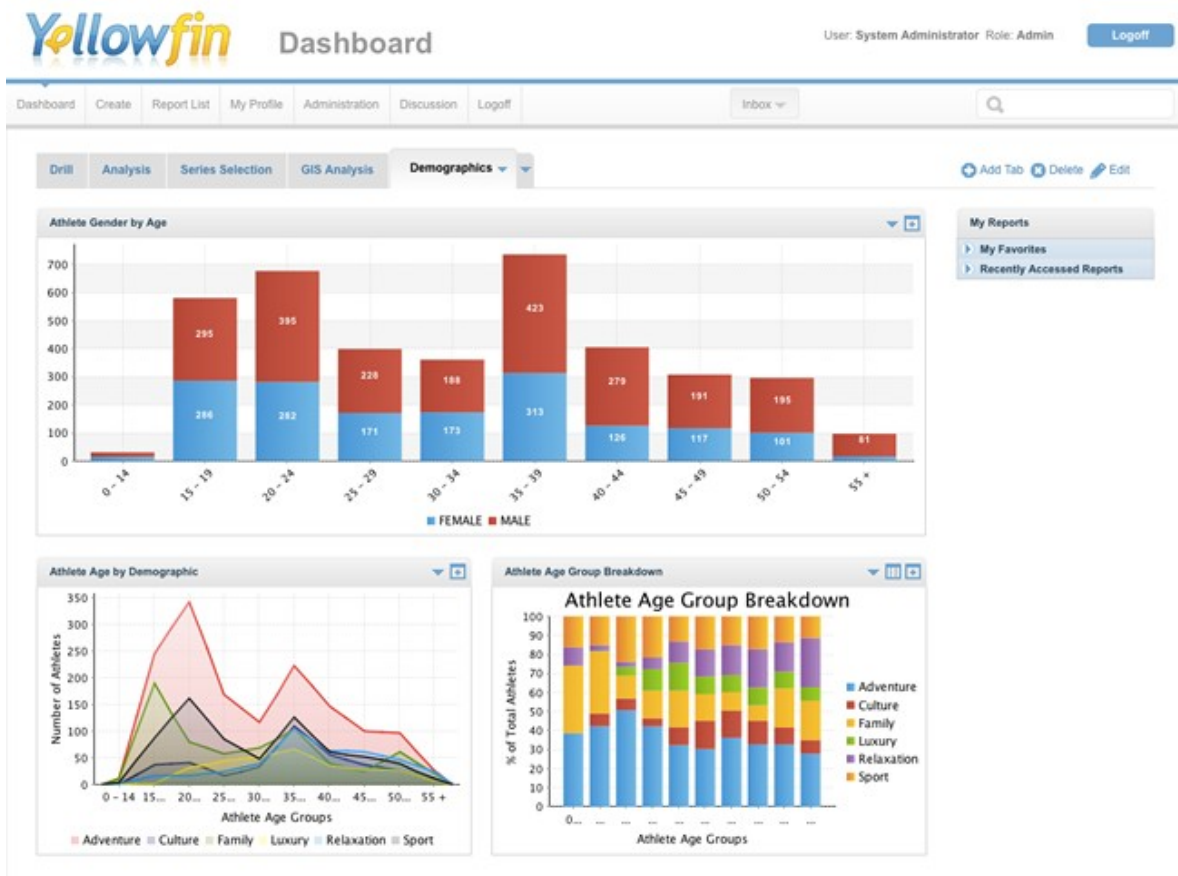 Yellowfin Dashboard User: System Administrator Role: Admin Logoff
Dashboard Create Report List My Profile Administration Discussion Logoff Inbox
Drill Analysis Series Selection GIS Analysis Demographics Add Tab Delete Edit
Athlete Gender by Age
My Reports
My Favorites
Recently Accessed Reports
700
600
500
400
300
200
100
0
295 395 228 188 423 279 191 195 81
286 282 171 173 313 126 117 101
0 - 14 15 - 19 20 - 24 25 - 29 30 - 34 35 - 39 40 - 44 45 - 49 50 - 54 55 +
FEMALE MALE
Athlete Age by Demographic
Number of Athletes
350
300
250
200
150
100
50
0
0 - 14 15... 20... 25... 30... 35... 40... 45... 50... 55 +
Athlete Age Groups
Adventure Culture Family Luxury Relaxation Sport
Athlete Age Group Breakdown
Athlete Age Group Breakdown
% of Total Athletes
100
90
80
70
60
50
40
30
20
10
0
0... ... ... ... ... ... ... ... ... ...
Athlete Age Groups
Adventure
Culture
Family
Luxury
Relaxation
Sport